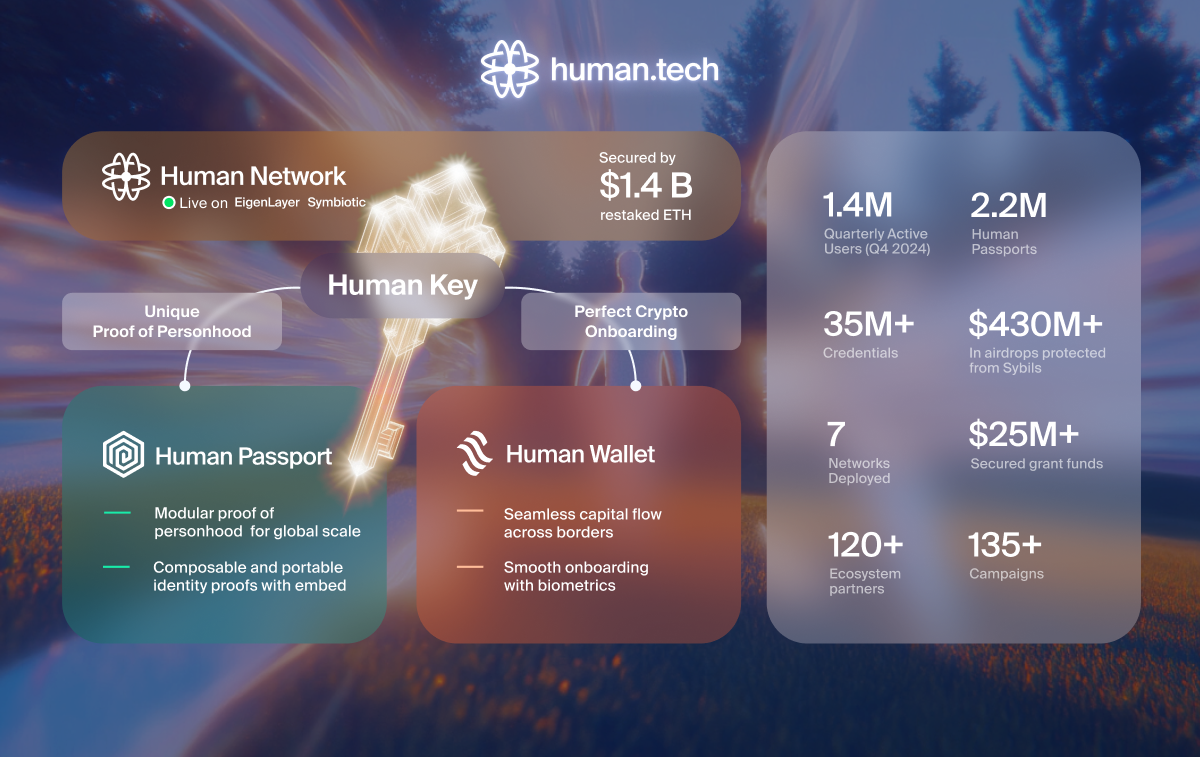 human.tech
Human Network
Live on EigenLayer Symbiotic
Secured by
$1.4 B
restaked ETH
Human Key
Unique
Proof of Personhood
Perfect Crypto
Onboarding
Human Passport
Modular proof of
personhood for global scale
Composable and portable
identity proofs with embed
Human Wallet
Seamless capital flow
across borders
Smooth onboarding
with biometrics
1.4M
Quarterly Active
Users (Q4 2024)
2.2M
Human
Passports
35M+
Credentials
$430M+
In airdrops protected
from Sybils
7
Networks
Deployed
$25M+
Secured grant funds
120+
Ecosystem
partners
135+
Campaigns